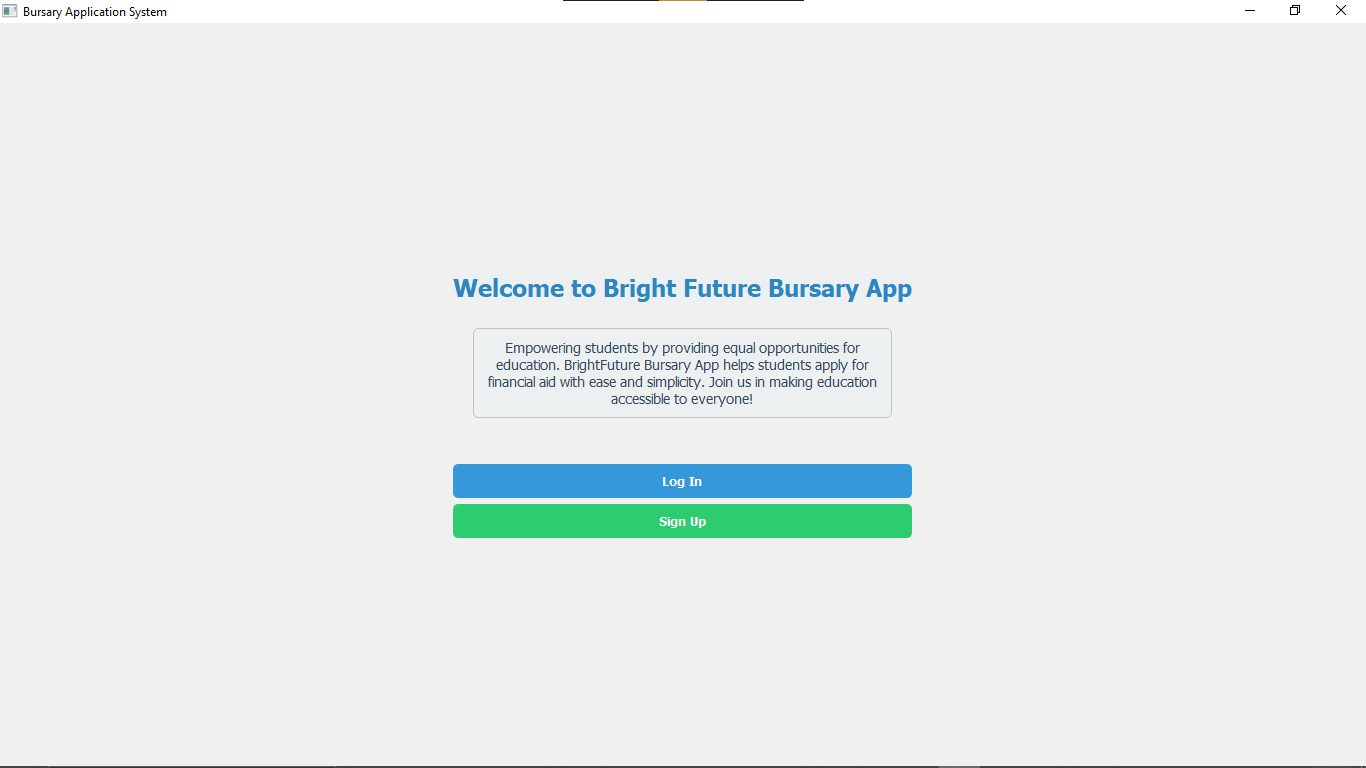 Bursary Application System
Welcome to Bright Future Bursary App
Empowering students by providing equal opportunities for
education. BrightFuture Bursary App helps students apply for
financial aid with ease and simplicity. Join us in making education
accessible to everyone!
Log In
Sign Up